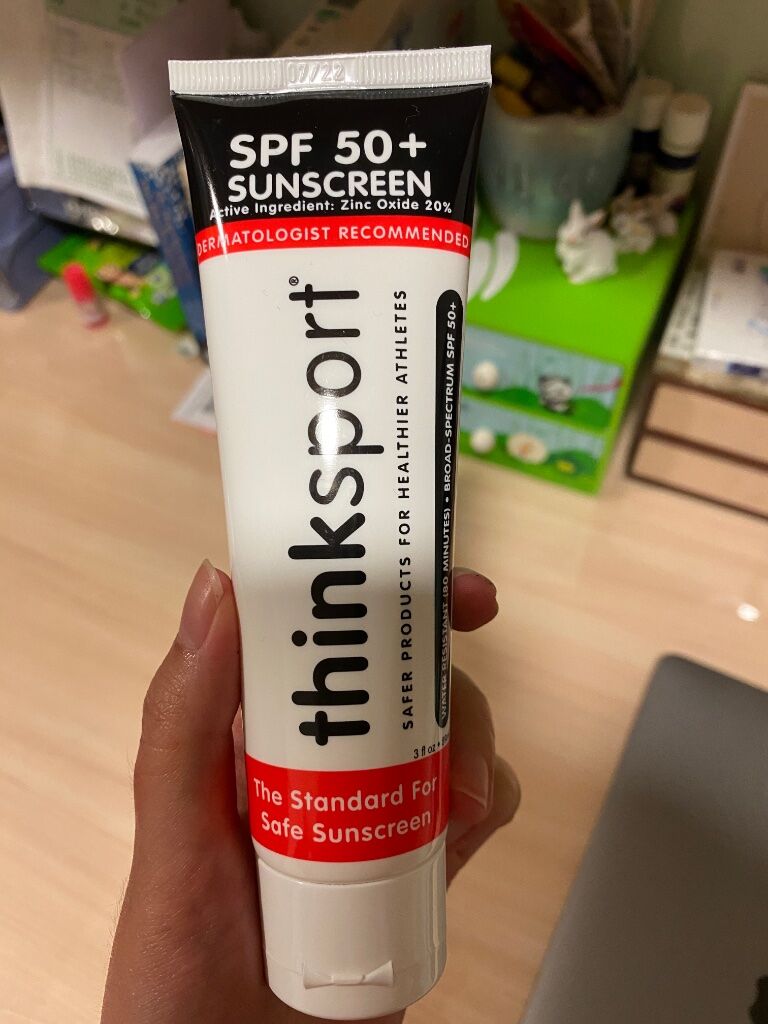 07/22
SPF 50+
SUNSCREEN
Active Ingredient: Zinc Oxide 20%
DERMATOLOGIST RECOMMENDED
thinksport®
SAFER PRODUCTS FOR HEALTHIER ATHLETES
WATER RESISTANT (80 MINUTES) • BROAD-SPECTRUM SPF 50+
3 fl oz •
The Standard For
Safe Sunscreen